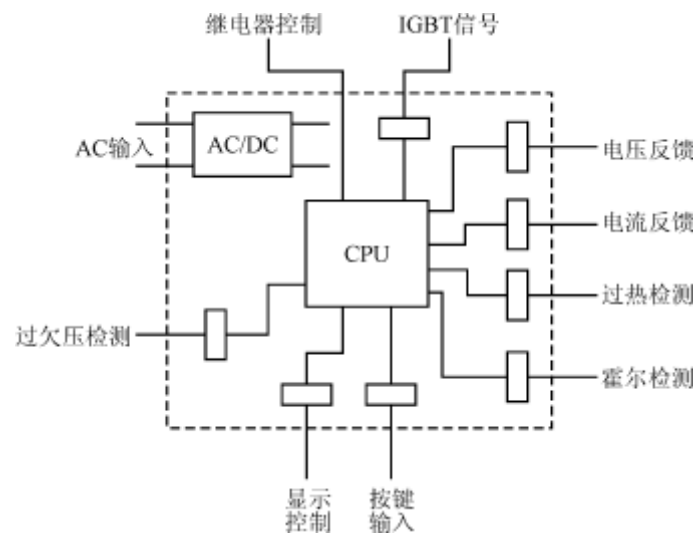 继电器控制
IGBT信号
AC输入
AC/DC
电压反馈
电流反馈
CPU
过热检测
过欠压检测
霍尔检测
显示
控制
按键
输入